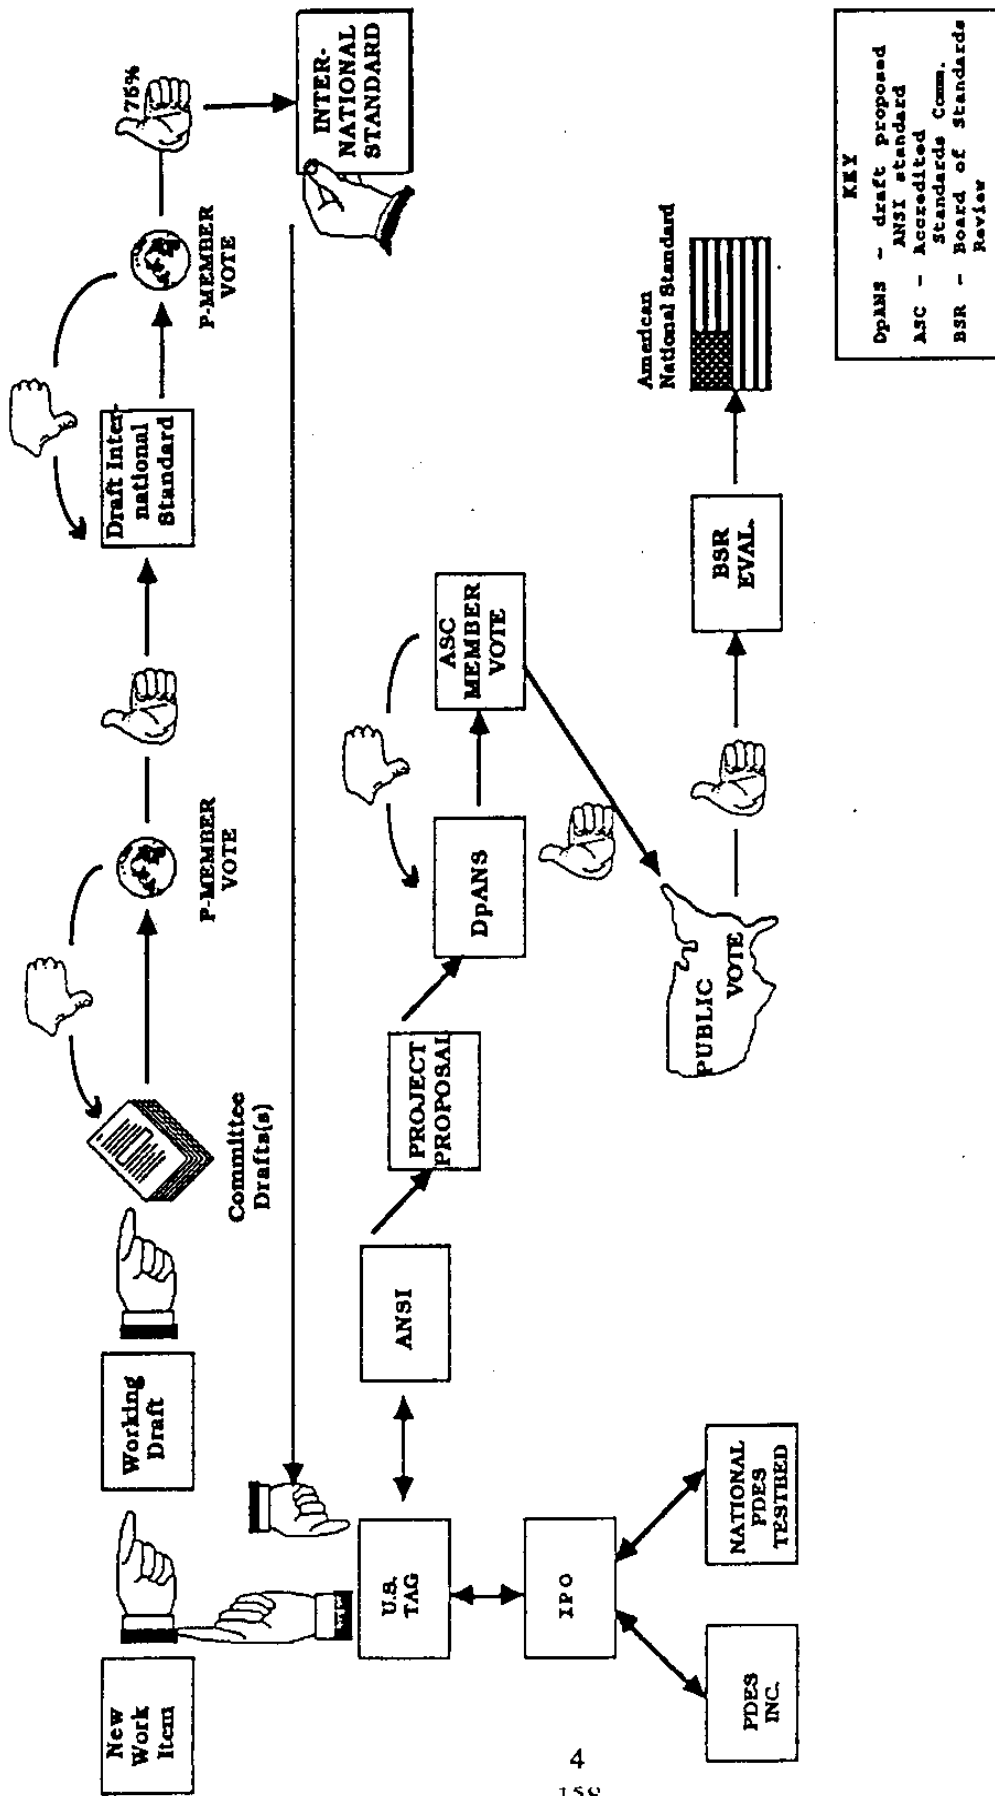 New
Work
Item
Working
Draft
Committee
Drafts(s)
P-MEMBER
VOTE
Draft Inter-
national
Standard
P-MEMBER
VOTE
75%
INTER-
NATIONAL
STANDARD
U.S.
TAG
ANSI
PROJECT
PROPOSAL
DpANS
ASC
MEMBER
VOTE
IPO
PDES
INC.
NATIONAL
PDES
TESTBED
PUBLIC
VOTE
BSR
EVAL.
American
National Standard
KEY
DpANS - draft proposed
ANSI standard
ASC - Accredited
Standards Comm.
BSR - Board of Standards
Review
4